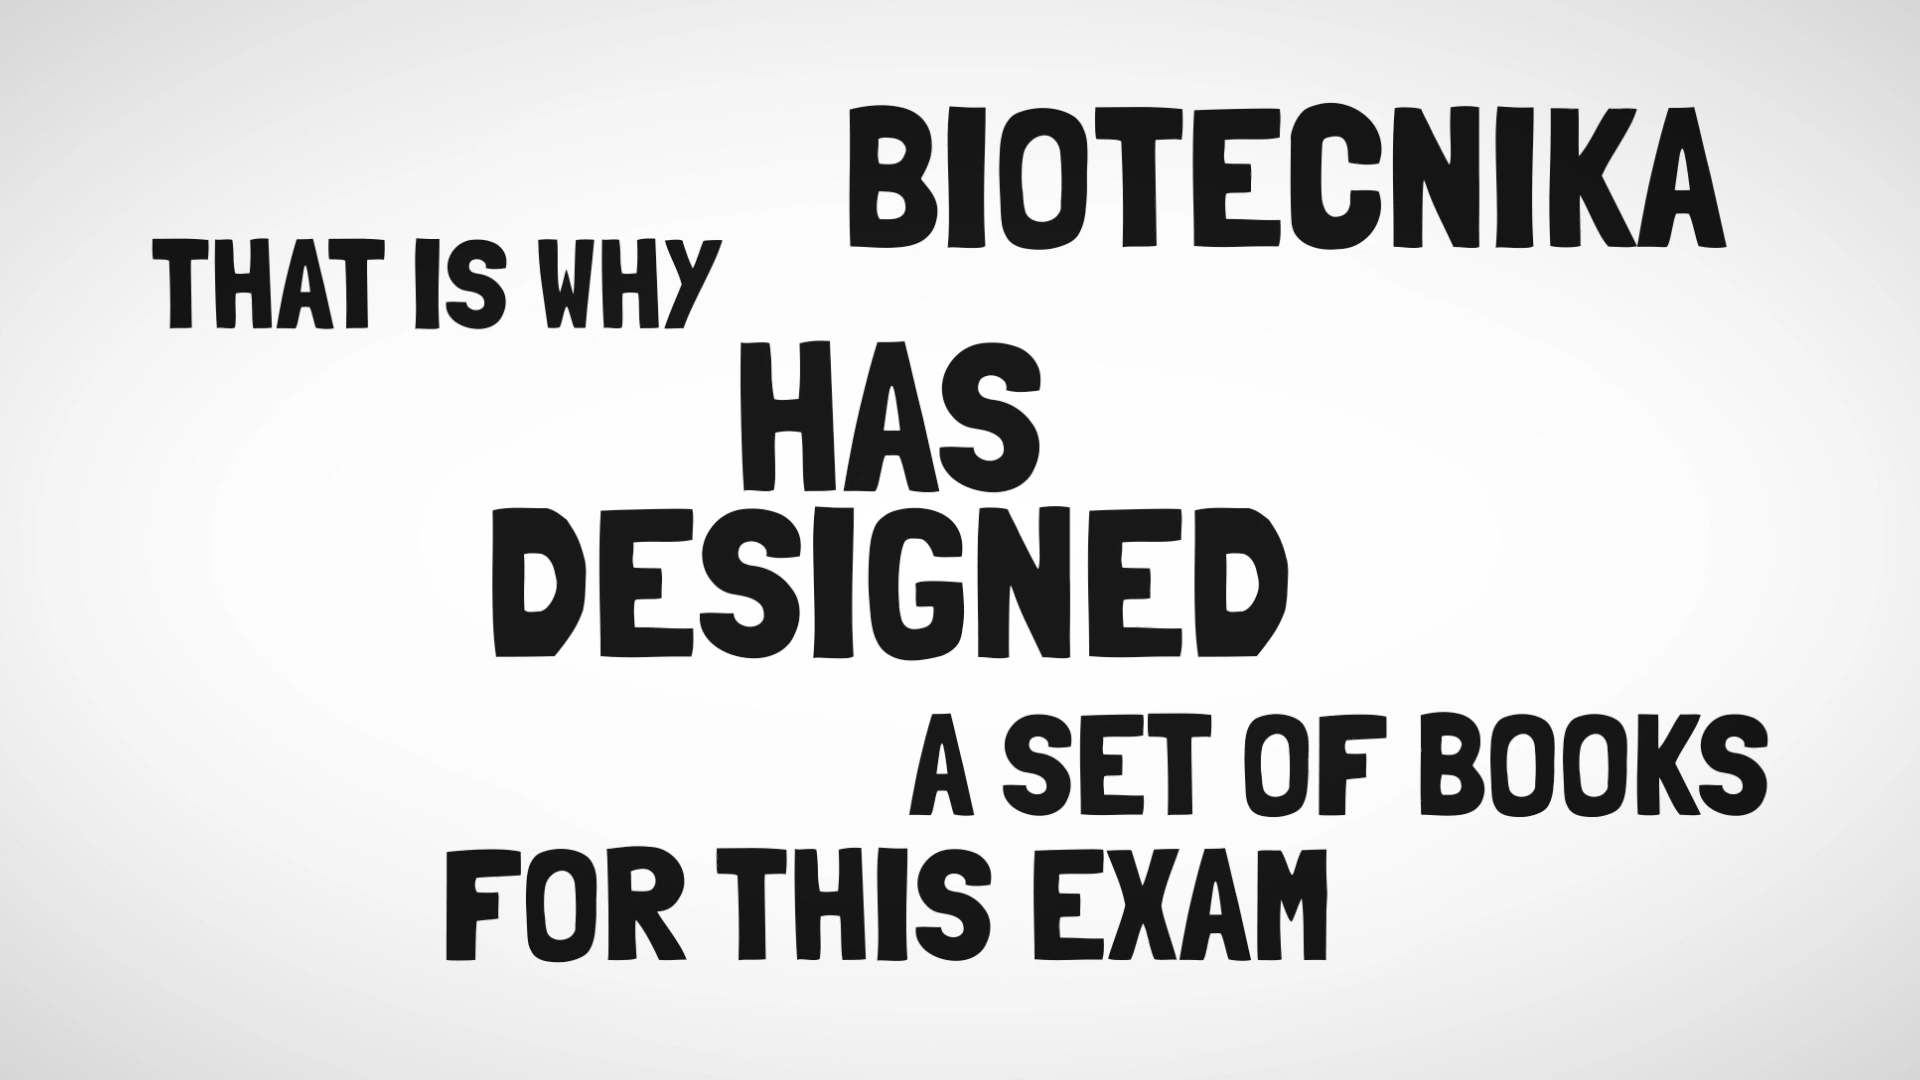 THAT IS WHY
BIOTECNIKA
HAS
DESIGNED
A SET OF BOOKS
FOR THIS EXAM